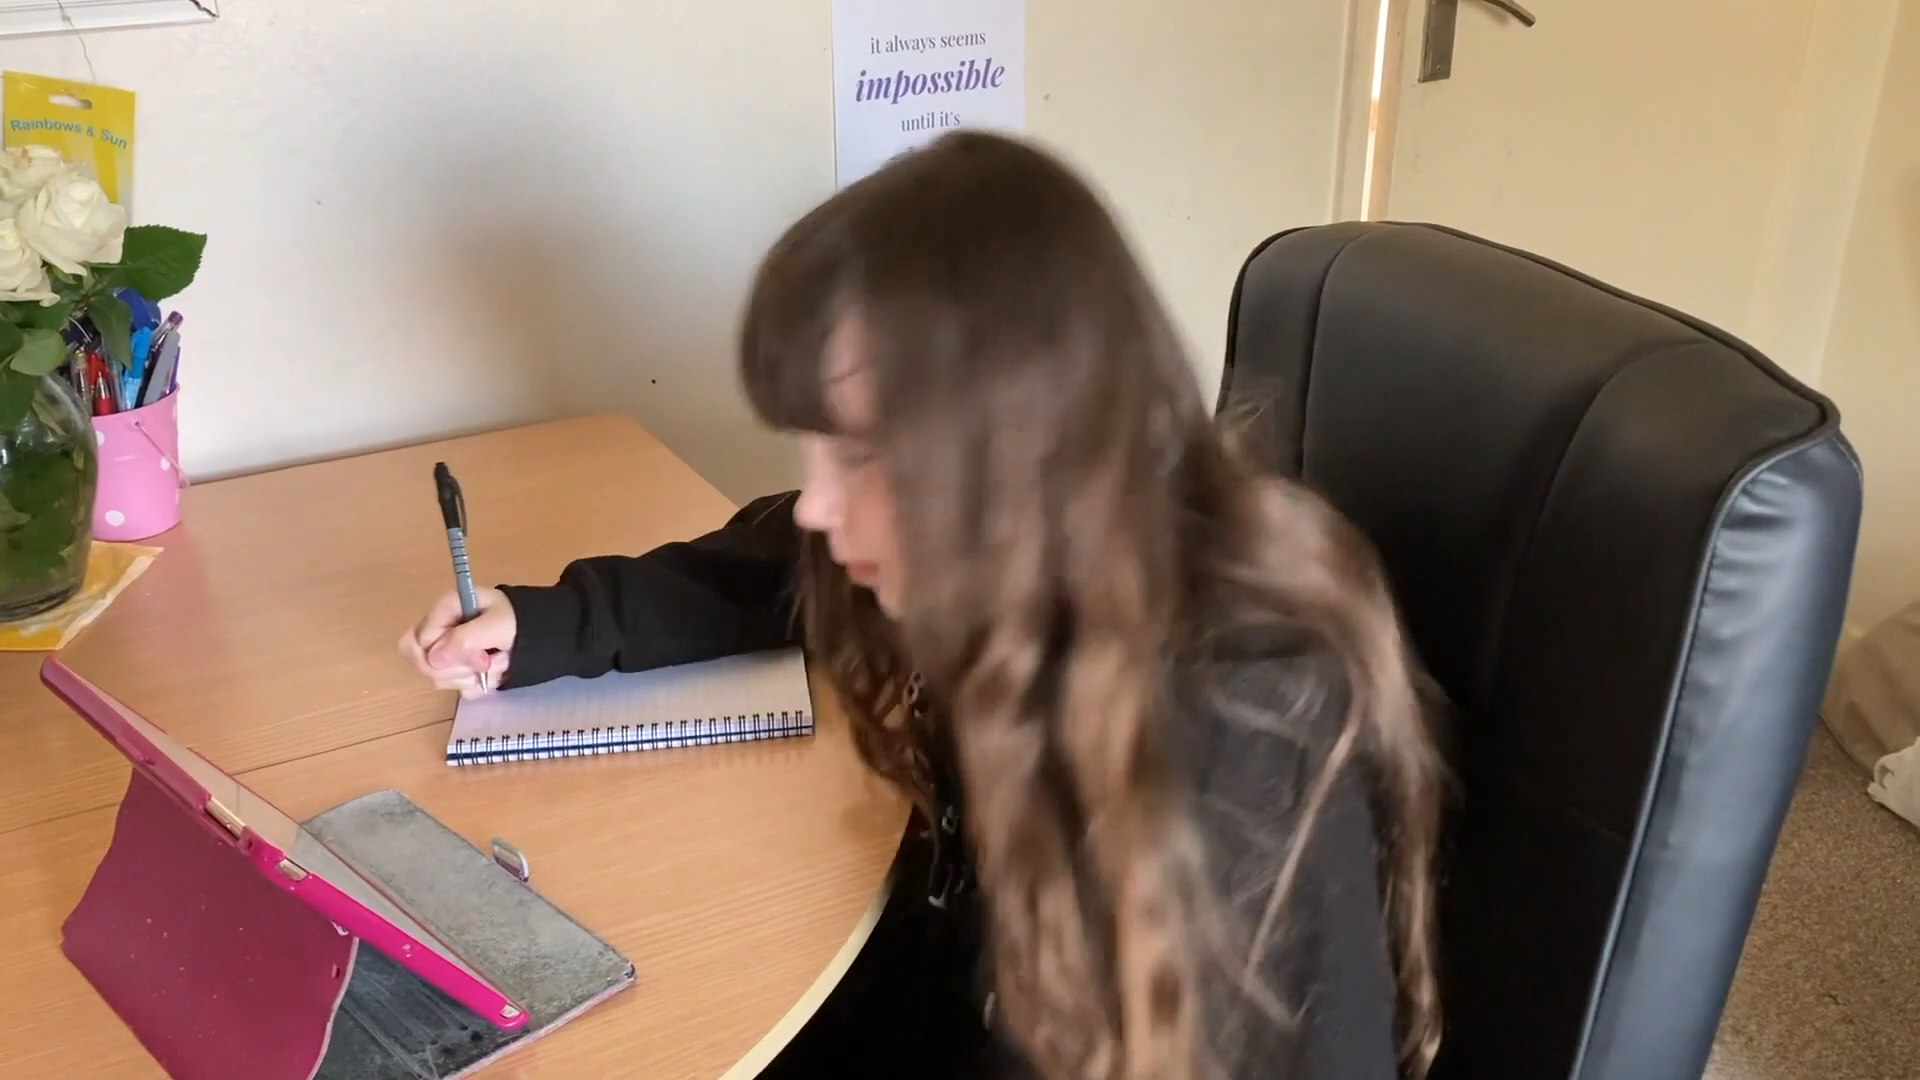 it always seems
impossible
until it's
Rainbows & Sun